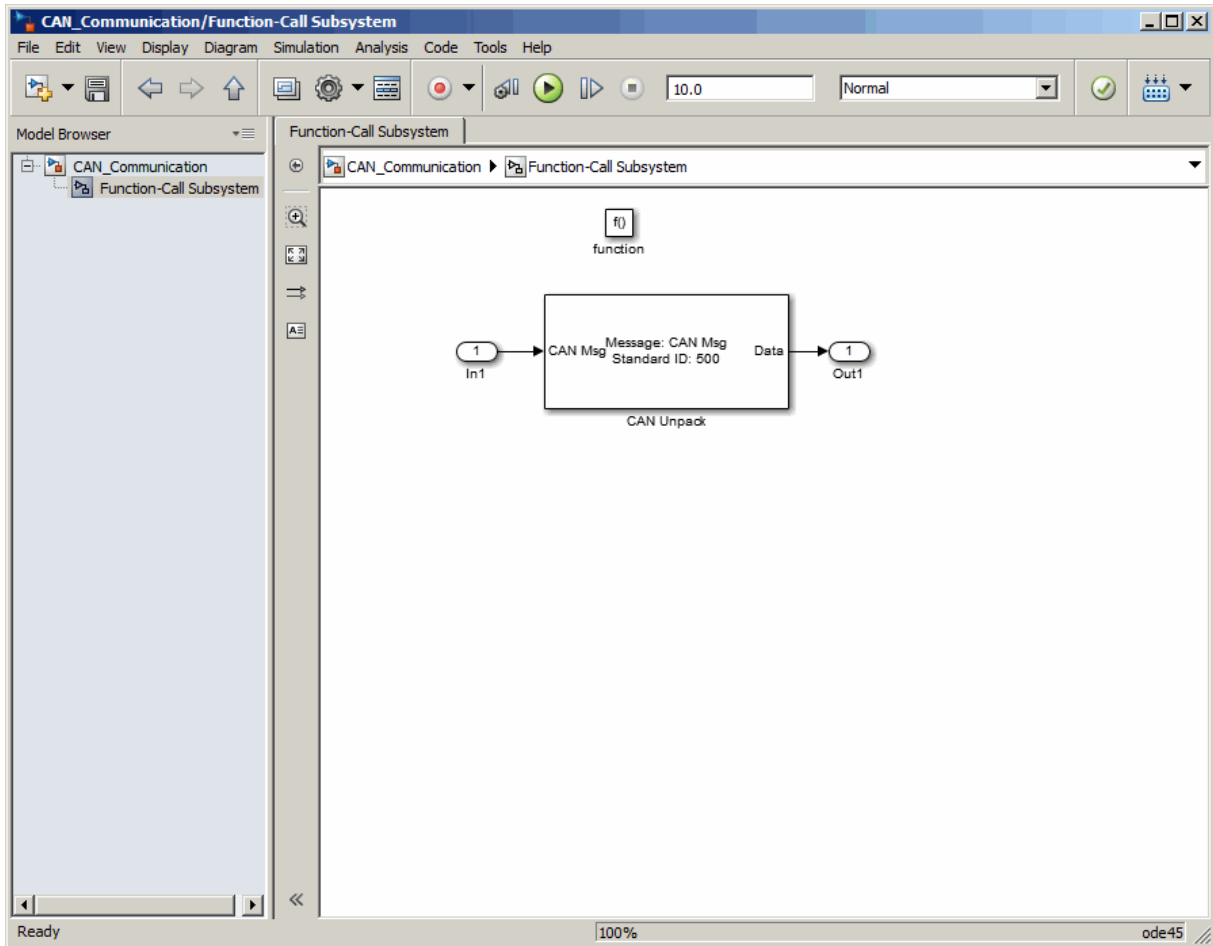 CAN_Communication/Function-Call Subsystem
File Edit View Display Diagram Simulation Analysis Code Tools Help
10.0 Normal
Model Browser
CAN_Communication
Function-Call Subsystem
Function-Call Subsystem
CAN_Communication Function-Call Subsystem
f()
function
1
In1
CAN Msg
Message: CAN Msg
Standard ID: 500
Data
CAN Unpack
1
Out1
Ready 100% ode45